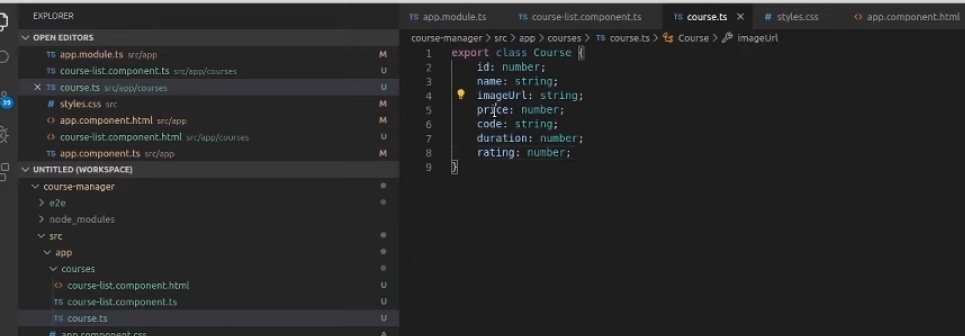 EXPLORER
OPEN EDITORS
TS app.module.ts src/app M
TS course-list.component.ts src/app/courses U
× TS course.ts src/app/courses U
# styles.css src M
<> app.component.html src/app M
<> course-list.component.html src/app/courses U
TS app.component.ts src/app M
UNTITLED (WORKSPACE)
course-manager
e2e
node_modules
src
app
courses
<> course-list.component.html U
TS course-list.component.ts U
TS course.ts U
# app.component.css A
39
TS app.module.ts TS course-list.component.ts TS course.ts × # styles.css <> app.component.html
course-manager > src > app > courses > TS course.ts > Course > imageUrl
1 export class Course {
2 id: number;
3 name: string;
4 imageUrl: string;
5 price: number;
6 code: string;
7 duration: number;
8 rating: number;
9 }